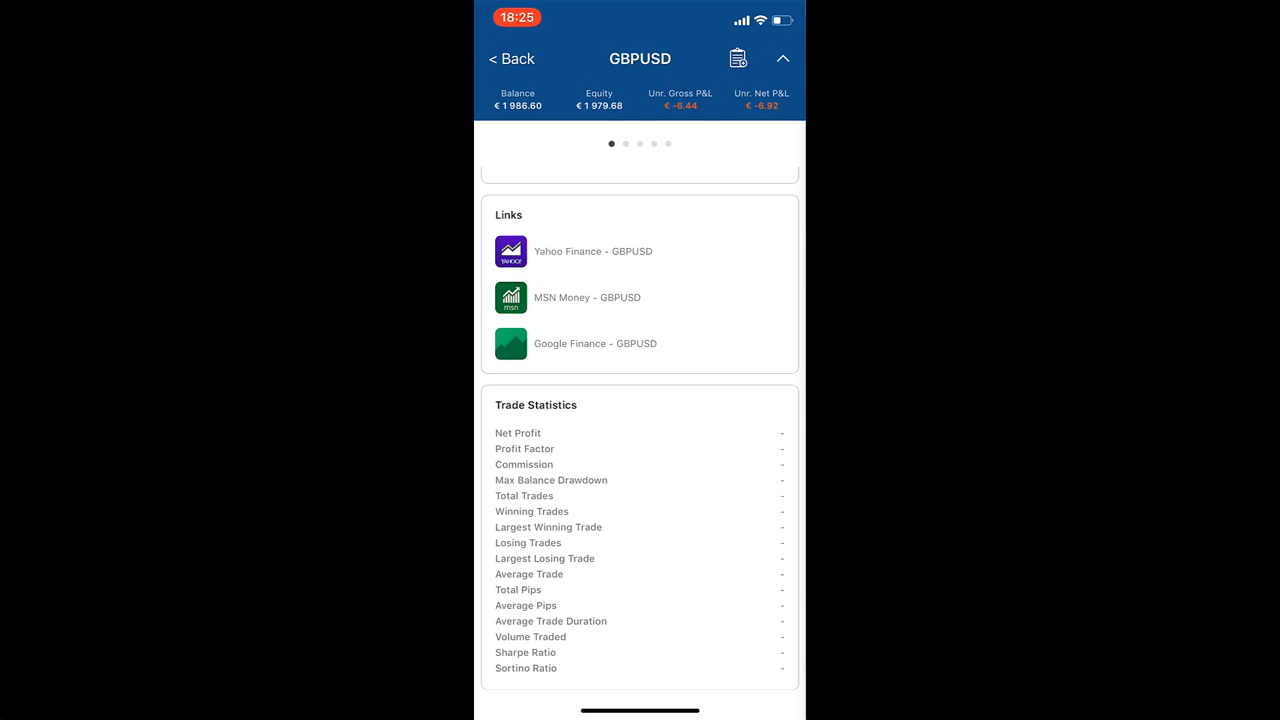 18:25
< Back GBPUSD
Balance Equity Unr. Gross P&L Unr. Net P&L
€ 1 986.60 € 1 979.68 € -6.44 € -6.92
Links
YAHOO!
Yahoo Finance - GBPUSD
msn
MSN Money - GBPUSD
Google Finance - GBPUSD
Trade Statistics
Net Profit -
Profit Factor -
Commission -
Max Balance Drawdown -
Total Trades -
Winning Trades -
Largest Winning Trade -
Losing Trades -
Largest Losing Trade -
Average Trade -
Total Pips -
Average Pips -
Average Trade Duration -
Volume Traded -
Sharpe Ratio -
Sortino Ratio -